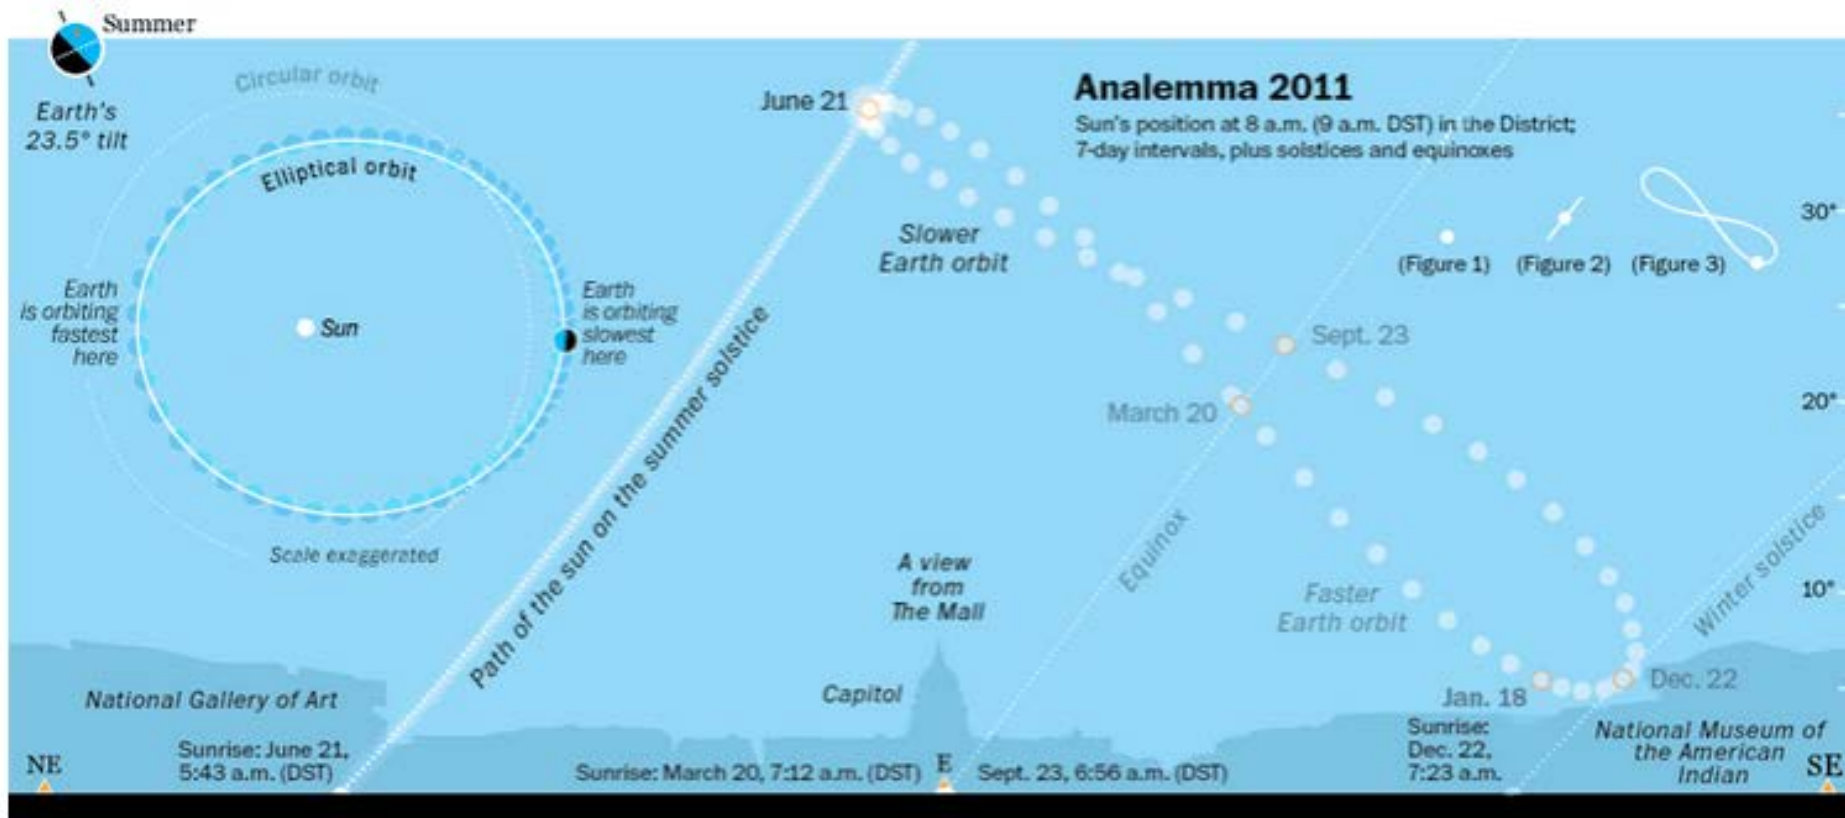 Summer
Earth's
23.5° tilt
Circular orbit
Elliptical orbit
Earth
is orbiting
fastest
here
Sun
Earth
is orbiting
slowest
here
Scale exaggerated
Path of the sun on the summer solstice
June 21
Analemma 2011
Sun's position at 8 a.m. (9 a.m. DST) in the District;
7-day intervals, plus solstices and equinoxes
(Figure 1)
(Figure 2)
(Figure 3)
30°
20°
10°
Slower
Earth orbit
Sept. 23
March 20
Equinox
Faster
Earth orbit
Winter solstice
A view
from
The Mall
Capitol
National Gallery of Art
Jan. 18
Dec. 22
National Museum of
the American
Indian
NE
Sunrise: June 21,
5:43 a.m. (DST)
Sunrise: March 20, 7:12 a.m. (DST)
E
Sept. 23, 6:56 a.m. (DST)
Sunrise:
Dec. 22,
7:23 a.m.
SE